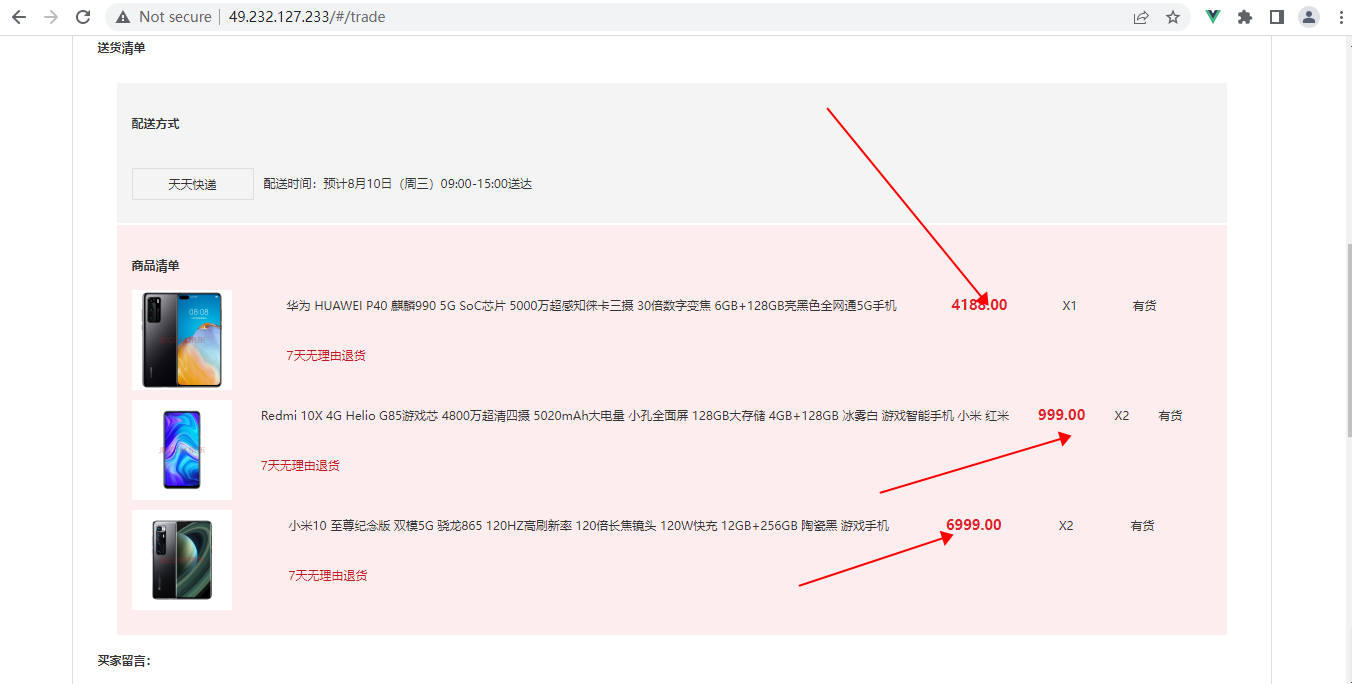 Not secure | 49.232.127.233/#/trade
送货清单
配送方式
天天快递 配送时间：预计8月10日（周三）09:00-15:00送达
商品清单
华为 HUAWEI P40 麒麟990 5G SoC芯片 5000万超感知徕卡三摄 30倍数字变焦 6GB+128GB亮黑色全网通5G手机 4188.00 X1 有货
7天无理由退货
Redmi 10X 4G Helio G85游戏芯 4800万超清四摄 5020mAh大电量 小孔全面屏 128GB大存储 4GB+128GB 冰雾白 游戏智能手机 小米 红米 999.00 X2 有货
7天无理由退货
小米10 至尊纪念版 双模5G 骁龙865 120HZ高刷新率 120倍长焦镜头 120W快充 12GB+256GB 陶瓷黑 游戏手机 6999.00 X2 有货
7天无理由退货
买家留言：